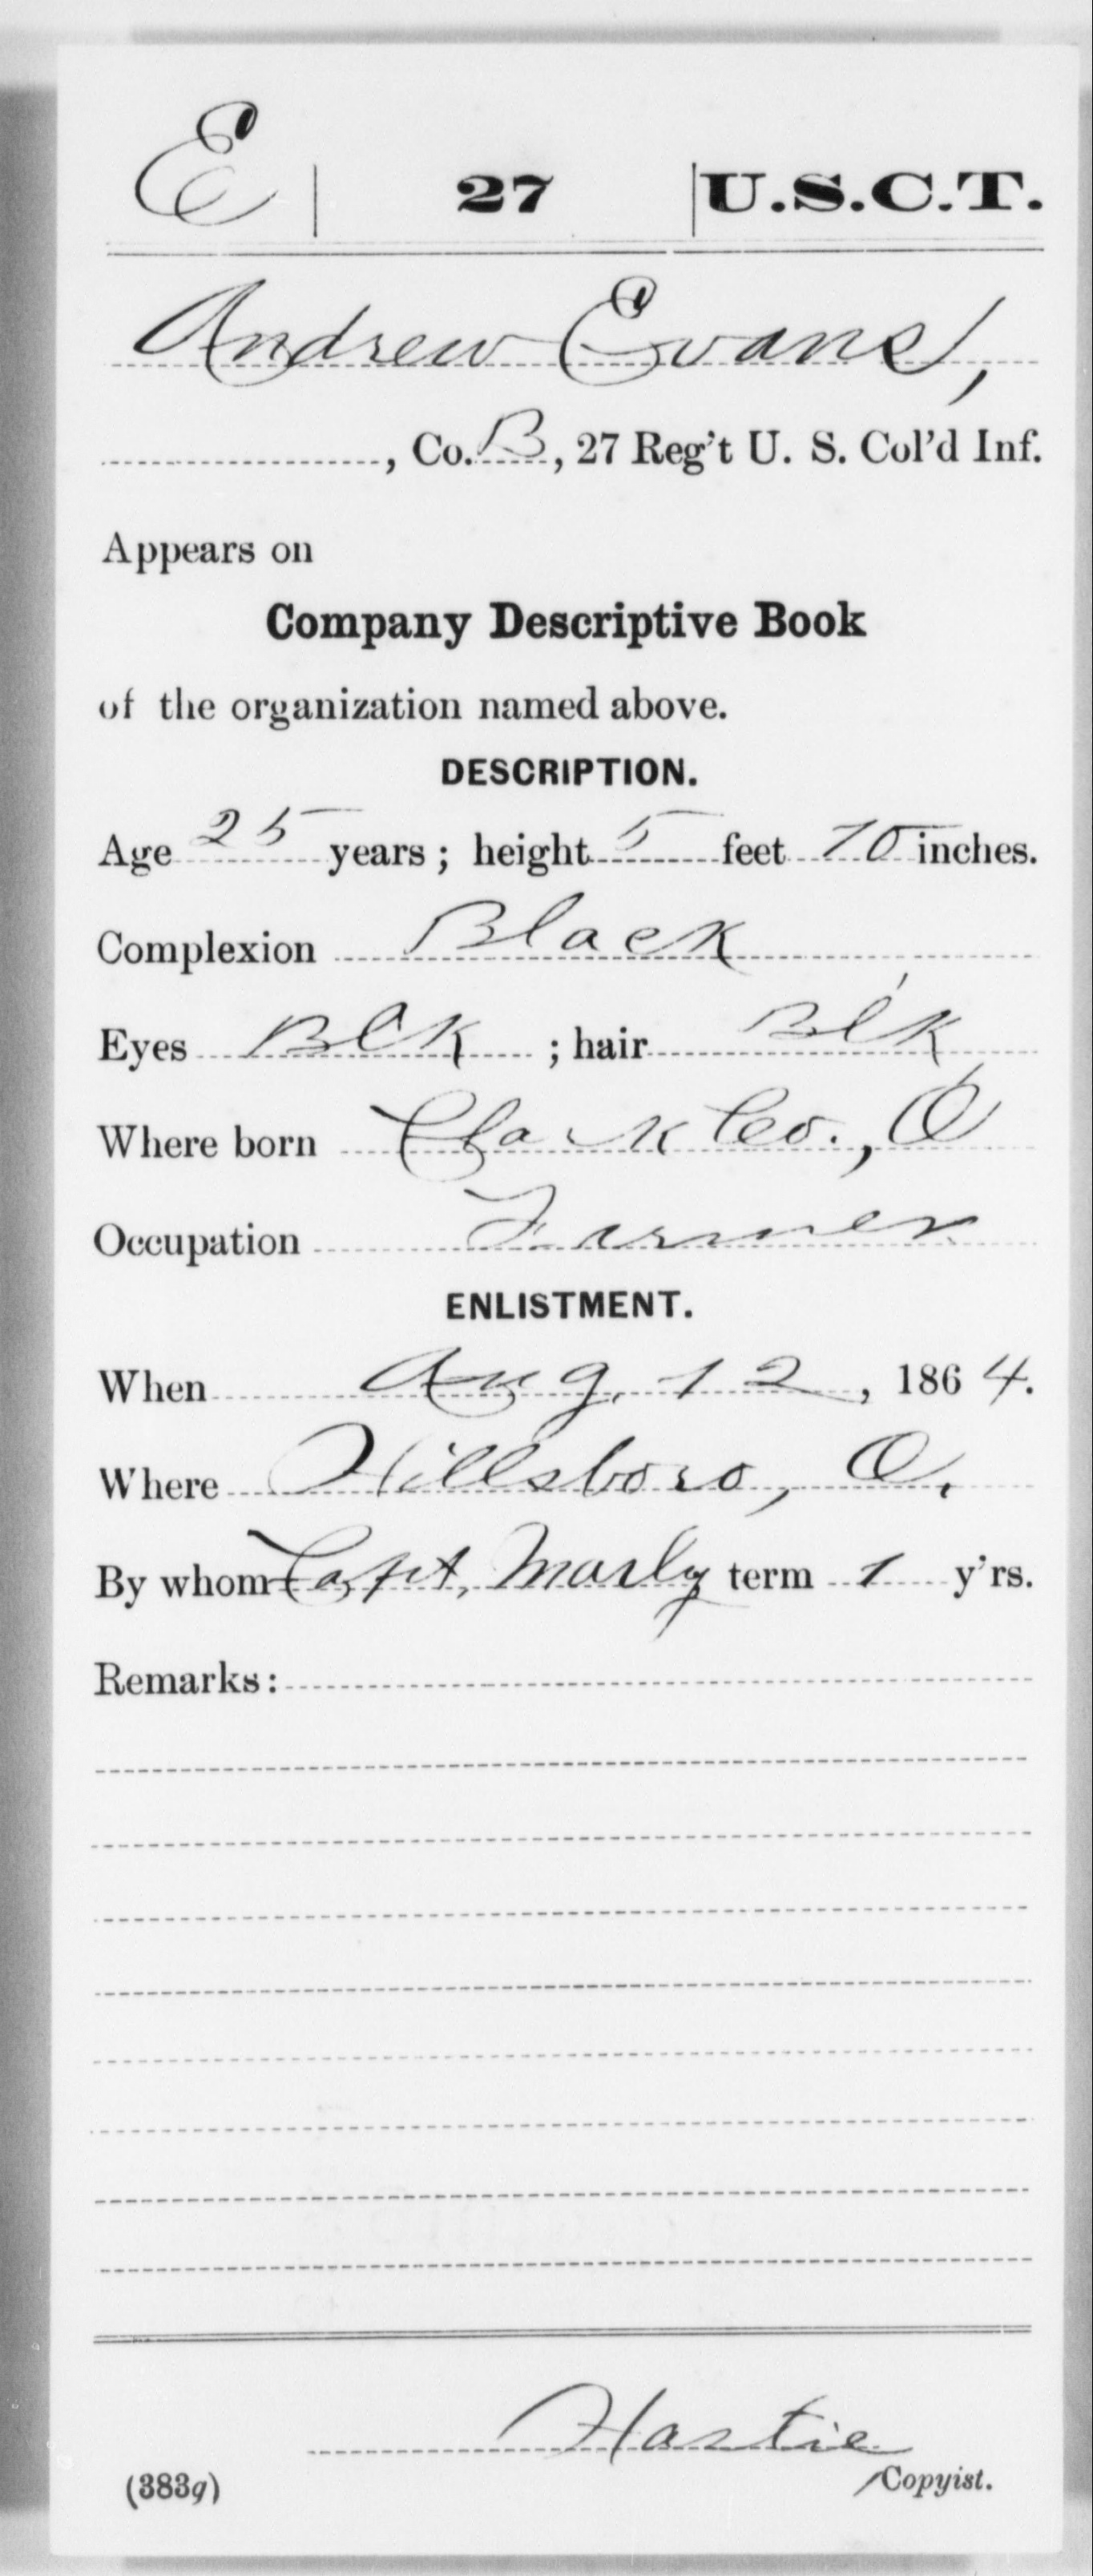 E | 27 | U.S.C.T.
Andrew Evans,
, Co. B, 27 Reg't U. S. Col'd Inf.
Appears on
Company Descriptive Book
of the organization named above.
DESCRIPTION.
Age 25 years; height 5 feet 10 inches.
Complexion Black
Eyes Blk; hair Blk
Where born Clark Co., O
Occupation Farmer
ENLISTMENT.
When Aug. 12, 1864.
Where Hillsboro, O.
By whom Capt. Marly term 1 y'rs.
Remarks:
Hastie
Copyist.
(383g)